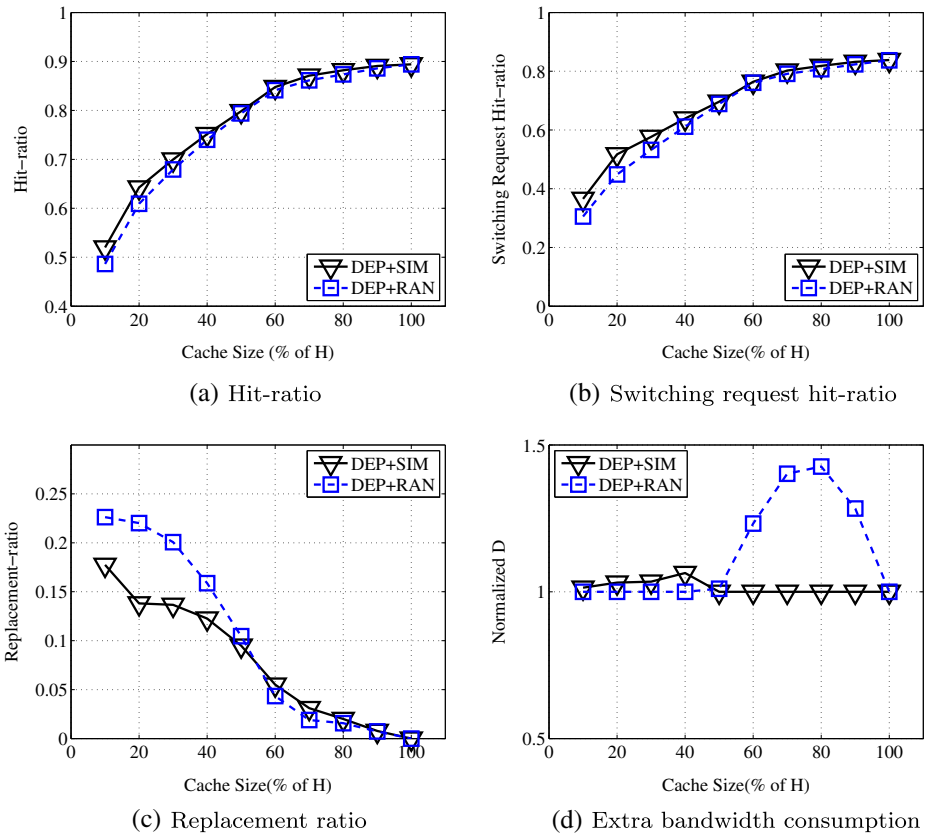 1
0.9
0.8
0.7
0.6
0.5
0.4
Hit−ratio
DEP+SIM
DEP+RAN
0 20 40 60 80 100
Cache Size (% of H)
(a) Hit-ratio
1
0.8
0.6
0.4
0.2
0
Switching Request Hit−ratio
DEP+SIM
DEP+RAN
0 20 40 60 80 100
Cache Size(% of H)
(b) Switching request hit-ratio
0.25
0.2
0.15
0.1
0.05
0
Replacement−ratio
DEP+SIM
DEP+RAN
0 20 40 60 80 100
Cache Size(% of H)
(c) Replacement ratio
1.5
1
0.5
Normalized D
DEP+SIM
DEP+RAN
0 20 40 60 80 100
Cache Size(% of H)
(d) Extra bandwidth consumption